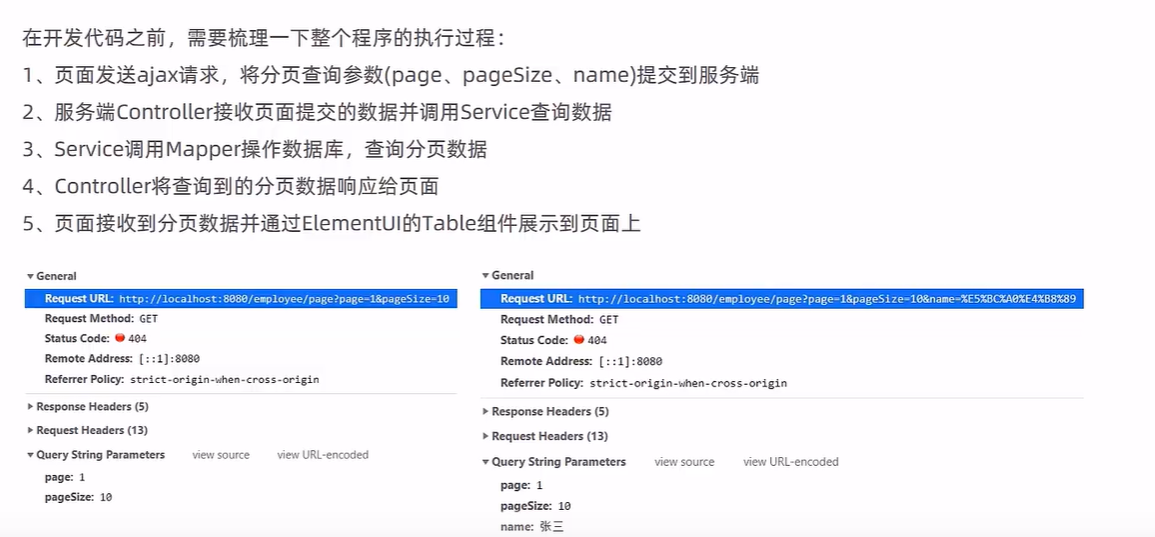 在开发代码之前，需要梳理一下整个程序的执行过程：
1、页面发送ajax请求，将分页查询参数(page、pageSize、name)提交到服务端
2、服务端Controller接收页面提交的数据并调用Service查询数据
3、Service调用Mapper操作数据库，查询分页数据
4、Controller将查询到的分页数据响应给页面
5、页面接收到分页数据并通过ElementUI的Table组件展示到页面上
General
Request URL: http://localhost:8080/employee/page?page=1&pageSize=10
Request Method: GET
Status Code: 404
Remote Address: [::1]:8080
Referrer Policy: strict-origin-when-cross-origin
Response Headers (5)
Request Headers (13)
Query String Parameters view source view URL-encoded
page: 1
pageSize: 10
General
Request URL: http://localhost:8080/employee/page?page=1&pageSize=10&name=%E5%BC%A0%E4%B8%89
Request Method: GET
Status Code: 404
Remote Address: [::1]:8080
Referrer Policy: strict-origin-when-cross-origin
Response Headers (5)
Request Headers (13)
Query String Parameters view source view URL-encoded
page: 1
pageSize: 10
name: 张三